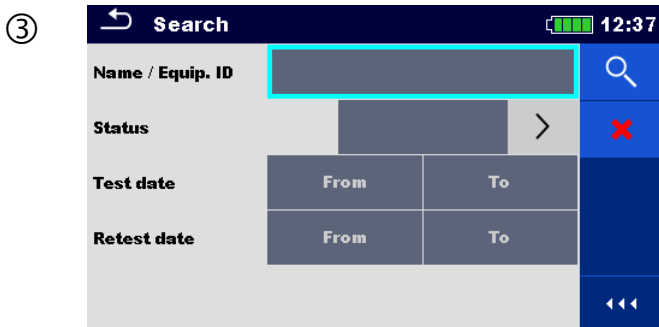 ③
Search 12:37
Name / Equip. ID
Status
Test date From To
Retest date From To